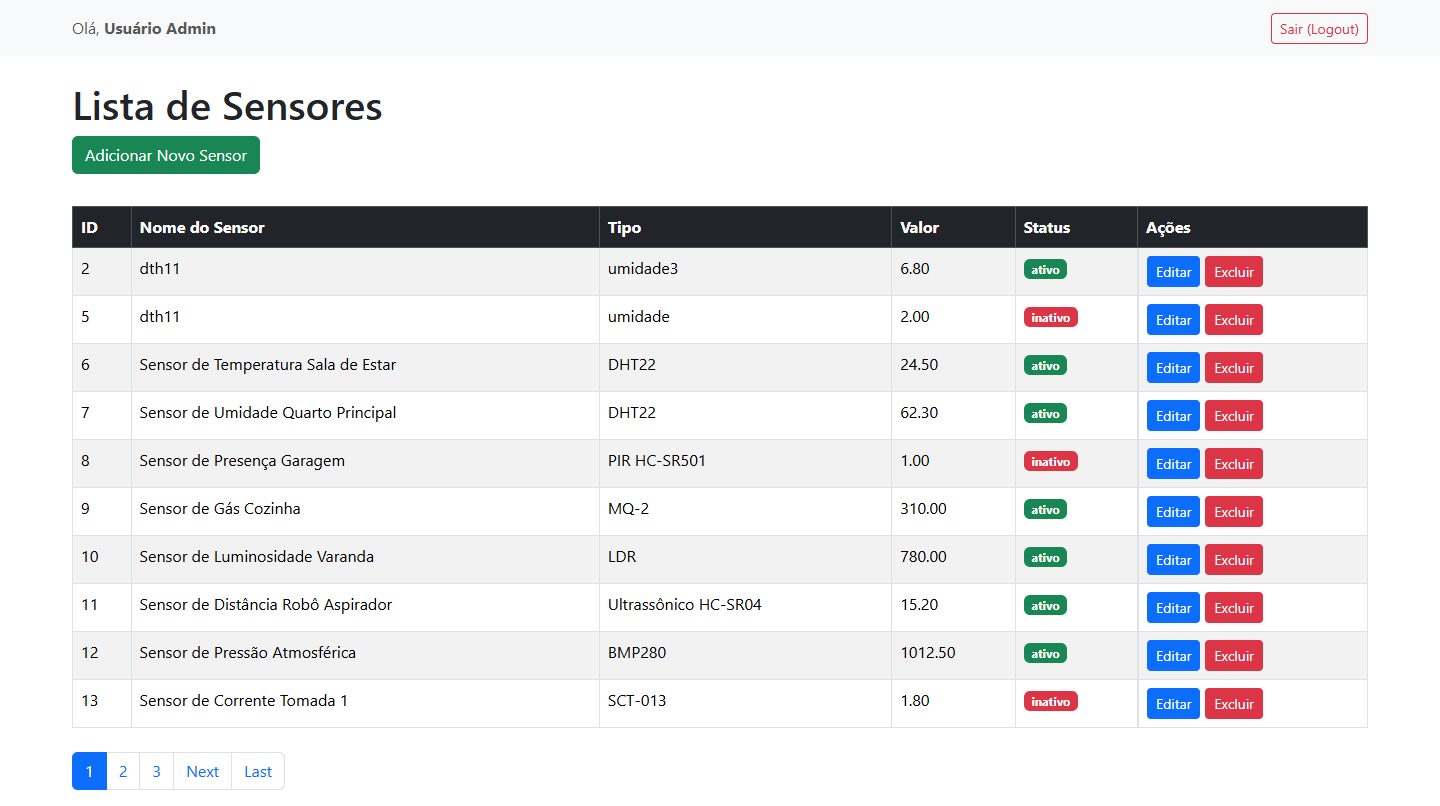 Olá, Usuário Admin Sair (Logout)
Lista de Sensores
Adicionar Novo Sensor
ID Nome do Sensor Tipo Valor Status Ações
2 dth11 umidade3 6.80 ativo Editar Excluir
5 dth11 umidade 2.00 inativo Editar Excluir
6 Sensor de Temperatura Sala de Estar DHT22 24.50 ativo Editar Excluir
7 Sensor de Umidade Quarto Principal DHT22 62.30 ativo Editar Excluir
8 Sensor de Presença Garagem PIR HC-SR501 1.00 inativo Editar Excluir
9 Sensor de Gás Cozinha MQ-2 310.00 ativo Editar Excluir
10 Sensor de Luminosidade Varanda LDR 780.00 ativo Editar Excluir
11 Sensor de Distância Robô Aspirador Ultrassônico HC-SR04 15.20 ativo Editar Excluir
12 Sensor de Pressão Atmosférica BMP280 1012.50 ativo Editar Excluir
13 Sensor de Corrente Tomada 1 SCT-013 1.80 inativo Editar Excluir
1 2 3 Next Last